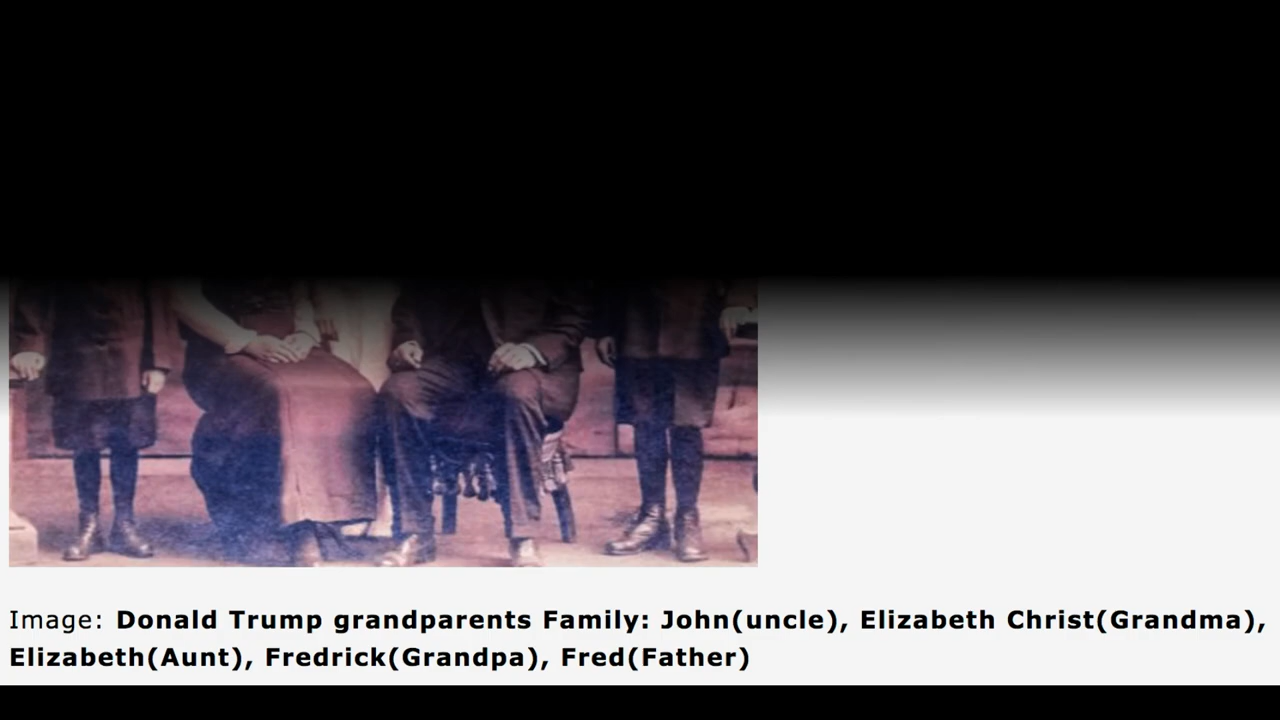 Image: Donald Trump grandparents Family: John(uncle), Elizabeth Christ(Grandma),
Elizabeth(Aunt), Fredrick(Grandpa), Fred(Father)